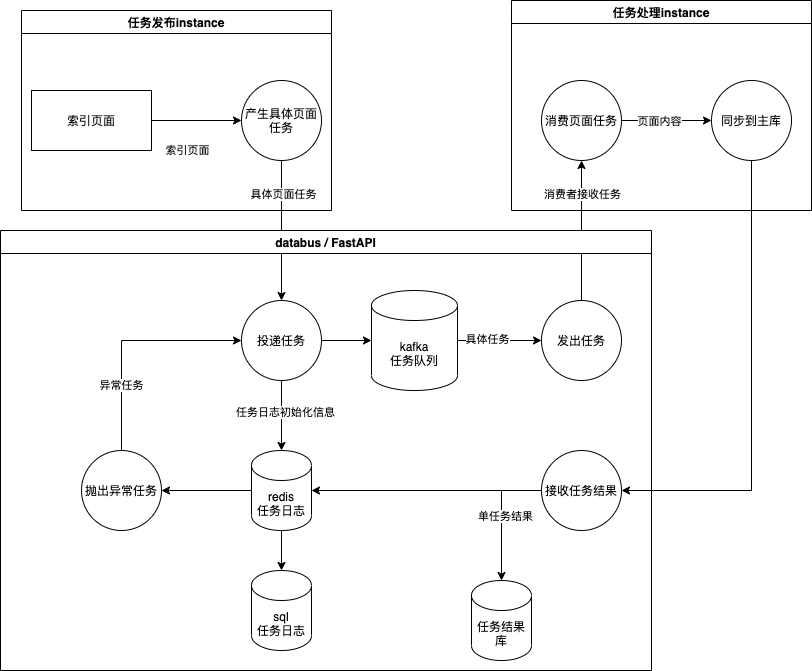 任务发布instance
任务处理instance
索引页面
产生具体页面
任务
索引页面
具体页面任务
消费页面任务
页面内容
同步到主库
消费者接收任务
databus / FastAPI
投递任务
kafka
任务队列
具体任务
发出任务
异常任务
任务日志初始化信息
抛出异常任务
redis
任务日志
接收任务结果
单任务结果
sql
任务日志
任务结果
库